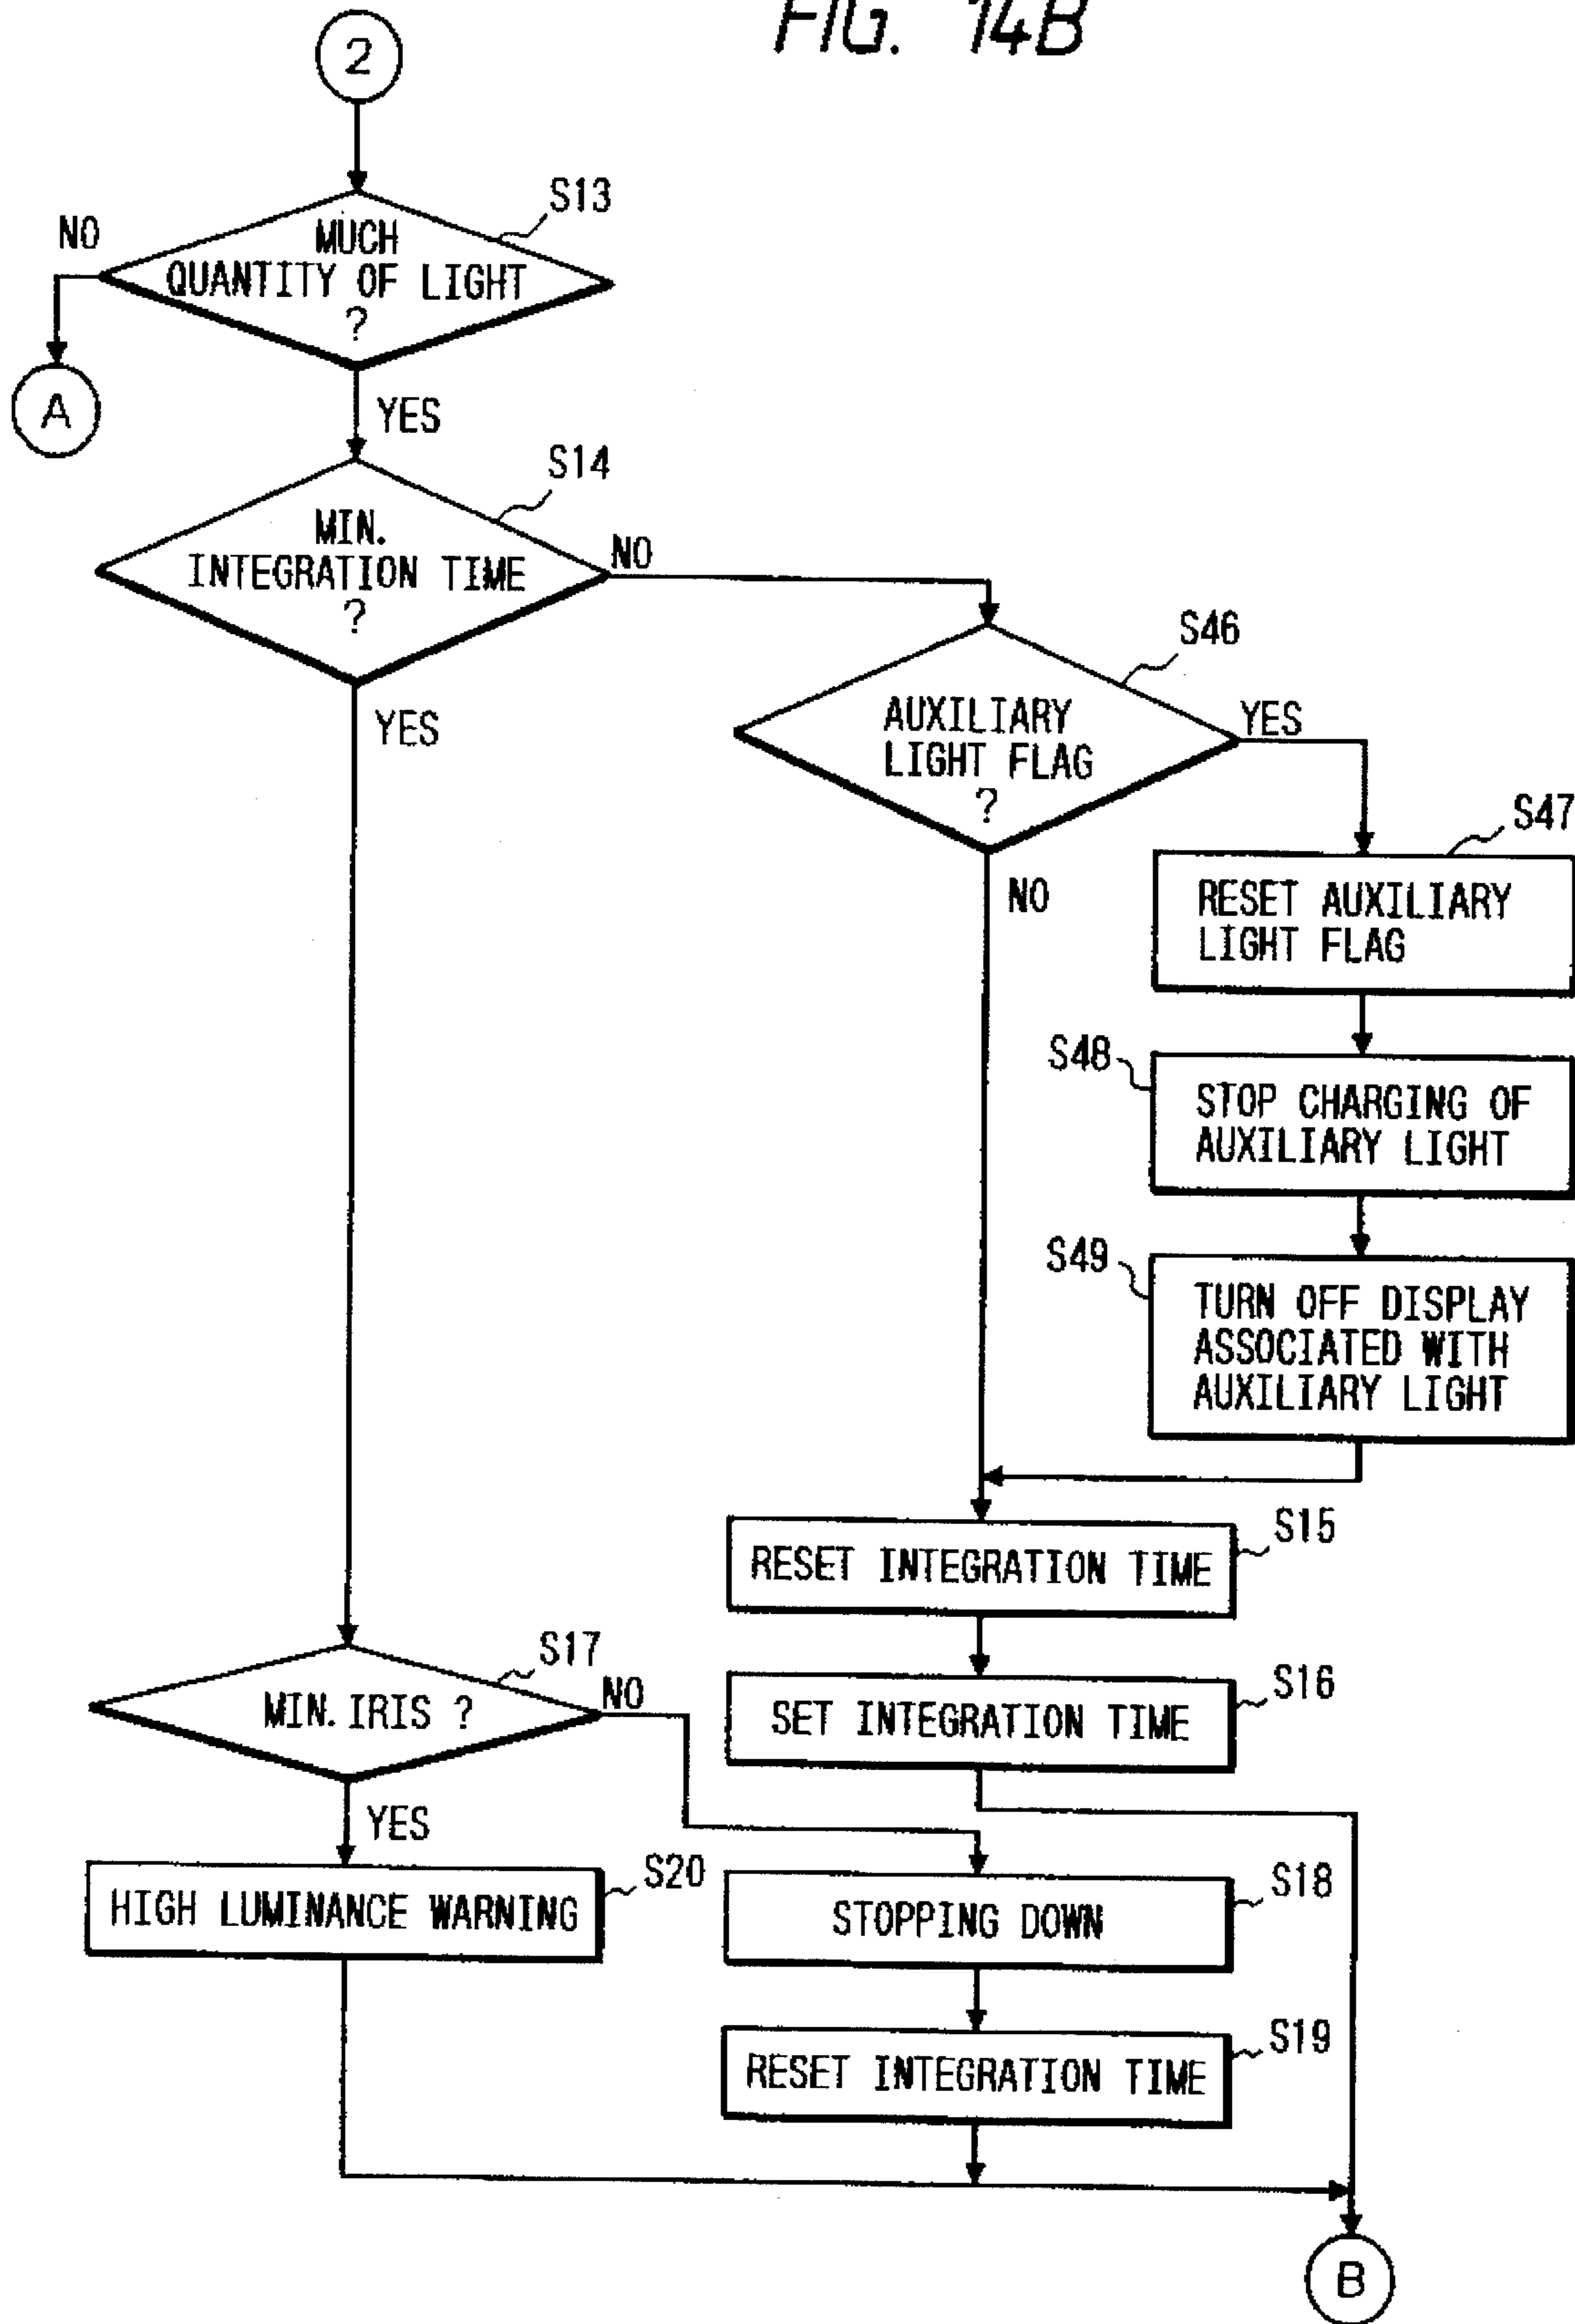 FIG. 14B
2
S13
NO
MUCH
QUANTITY OF LIGHT
?
A
YES
S14
MIN.
INTEGRATION TIME
?
NO
YES
S46
AUXILIARY
LIGHT FLAG
?
YES
NO
S47
RESET AUXILIARY
LIGHT FLAG
S48
STOP CHARGING OF
AUXILIARY LIGHT
S49
TURN OFF DISPLAY
ASSOCIATED WITH
AUXILIARY LIGHT
S15
RESET INTEGRATION TIME
S17
MIN. IRIS ?
NO
YES
S16
SET INTEGRATION TIME
S20
HIGH LUMINANCE WARNING
S18
STOPPING DOWN
S19
RESET INTEGRATION TIME
B